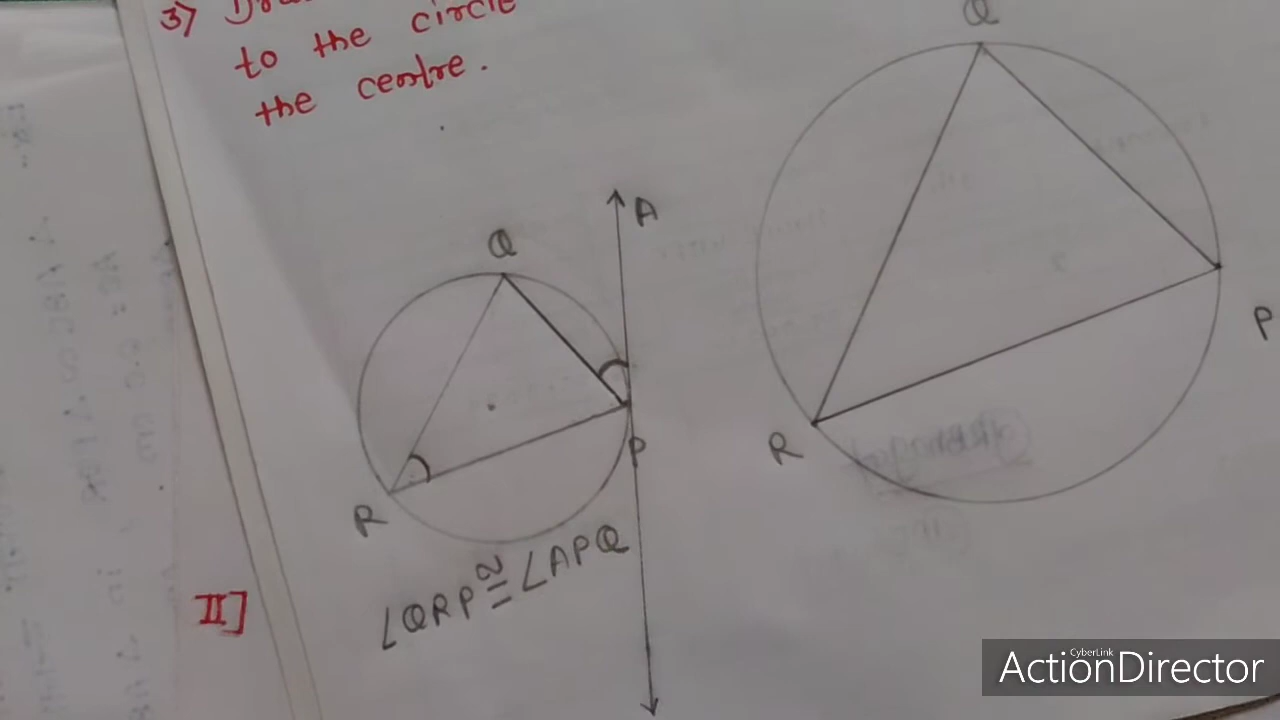 3)
to the circle
the centre.
Q
A
Q
P
P
R
R
∠QRP ≅ ∠APQ
II]
CyberLink
ActionDirector